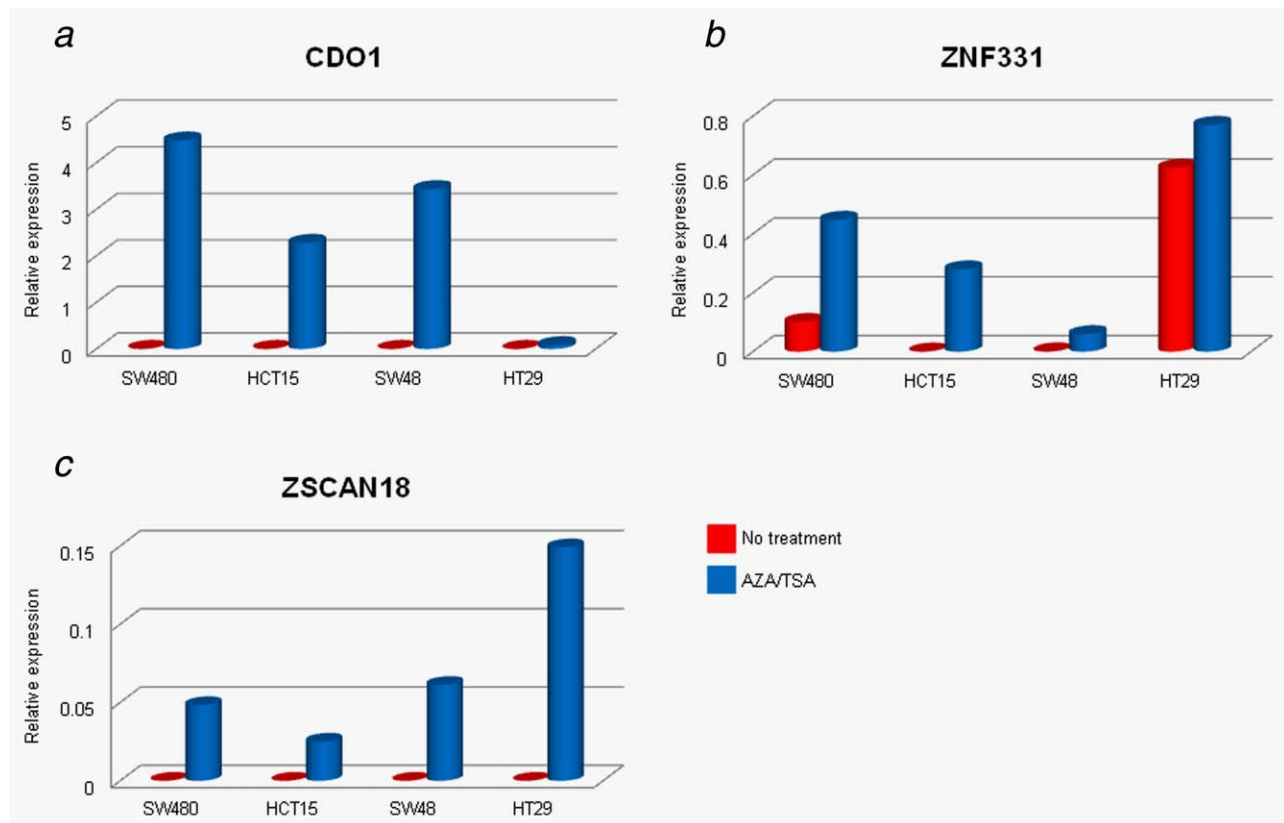 a
CDO1
Relative expression
5
4
3
2
1
0
SW480 HCT15 SW48 HT29
b
ZNF331
Relative expression
0.8
0.6
0.4
0.2
0
SW480 HCT15 SW48 HT29
c
ZSCAN18
Relative expression
0.15
0.1
0.05
0
SW480 HCT15 SW48 HT29
No treatment
AZA/TSA